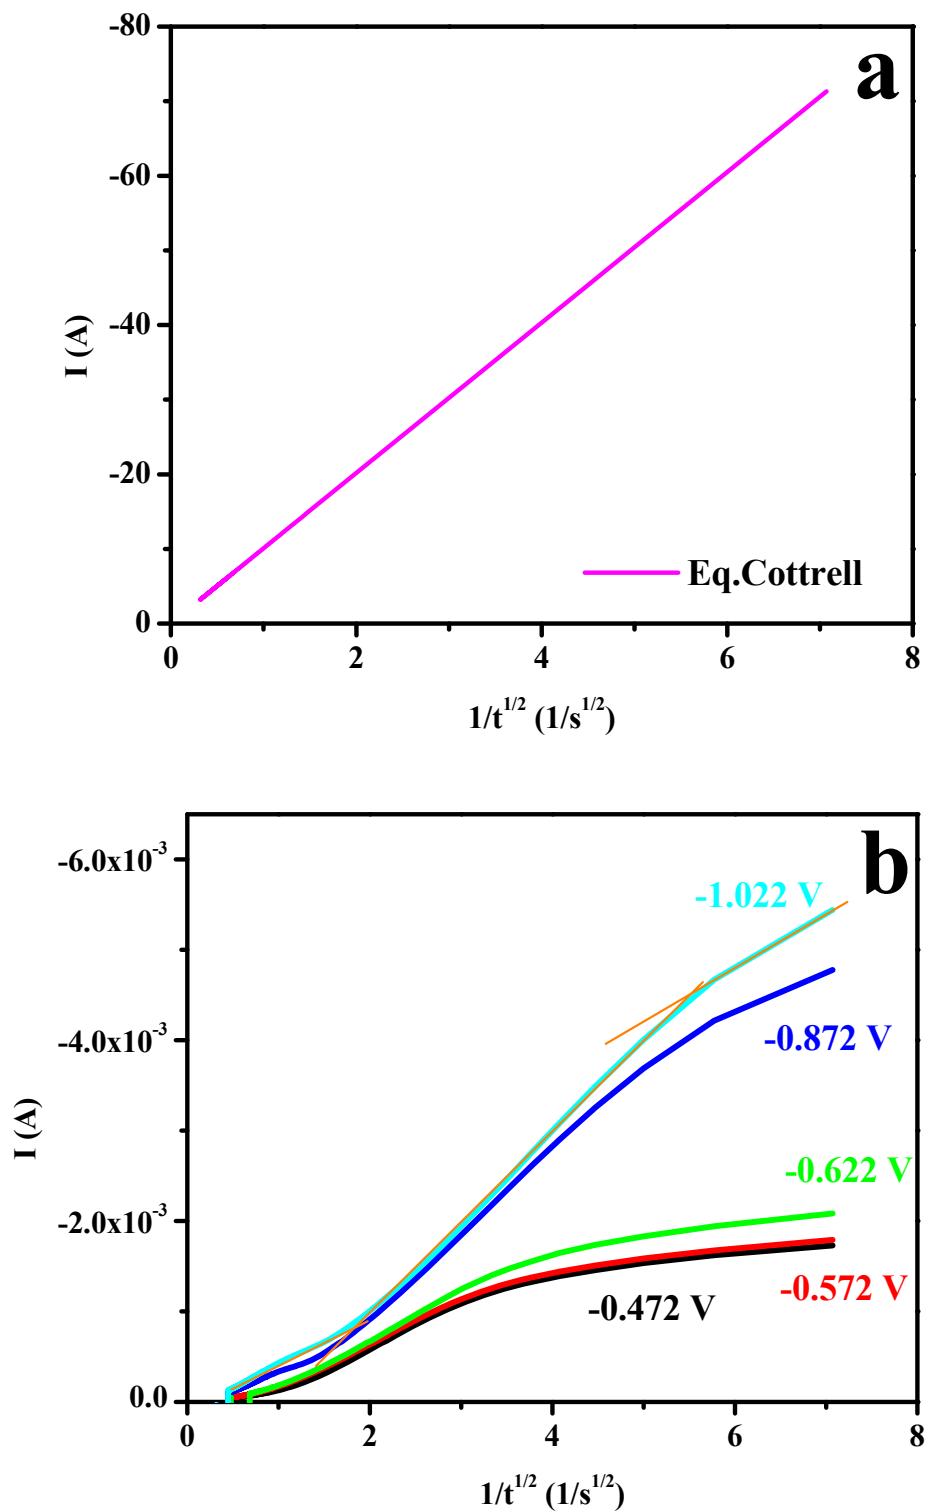 -80
a
-60
-40
-20
0
I (A)
Eq.Cottrell
0 2 4 6 8
1/t^{1/2} (1/s^{1/2})
b
-6.0x10^{-3}
-1.022 V
-4.0x10^{-3}
-0.872 V
-0.622 V
-2.0x10^{-3}
-0.572 V
-0.472 V
0.0
I (A)
0 2 4 6 8
1/t^{1/2} (1/s^{1/2})